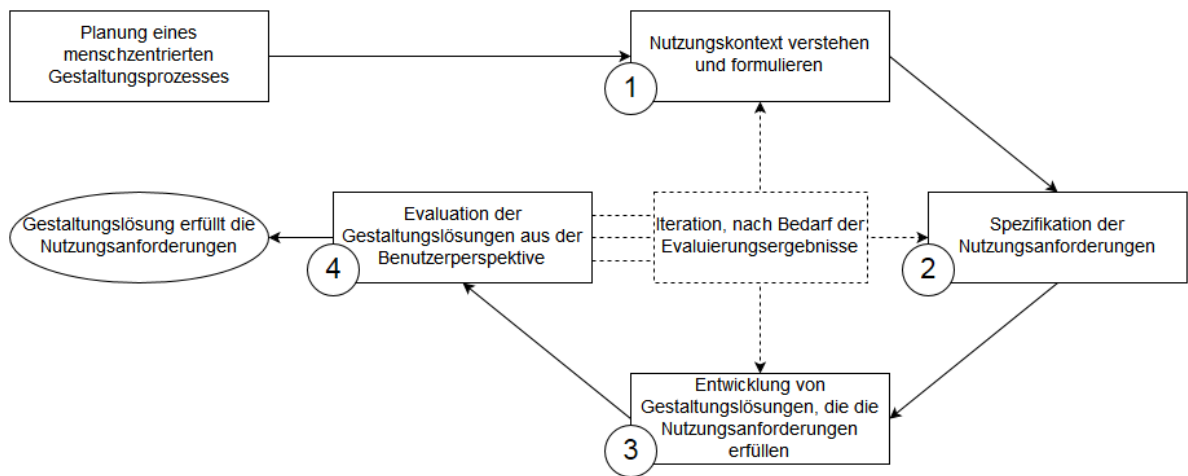 Planung eines
menschzentrierten
Gestaltungsprozesses
Nutzungskontext verstehen
und formulieren
1
Gestaltungslösung erfüllt die
Nutzungsanforderungen
Evaluation der
Gestaltungslösungen aus der
Benutzerperspektive
4
Iteration, nach Bedarf der
Evaluierungsergebnisse
Spezifikation der
Nutzungsanforderungen
2
Entwicklung von
Gestaltungslösungen, die die
Nutzungsanforderungen
erfüllen
3